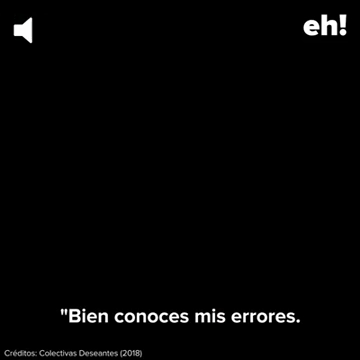 eh!
"Bien conoces mis errores.
Créditos: Colectivas Deseantes (2018)